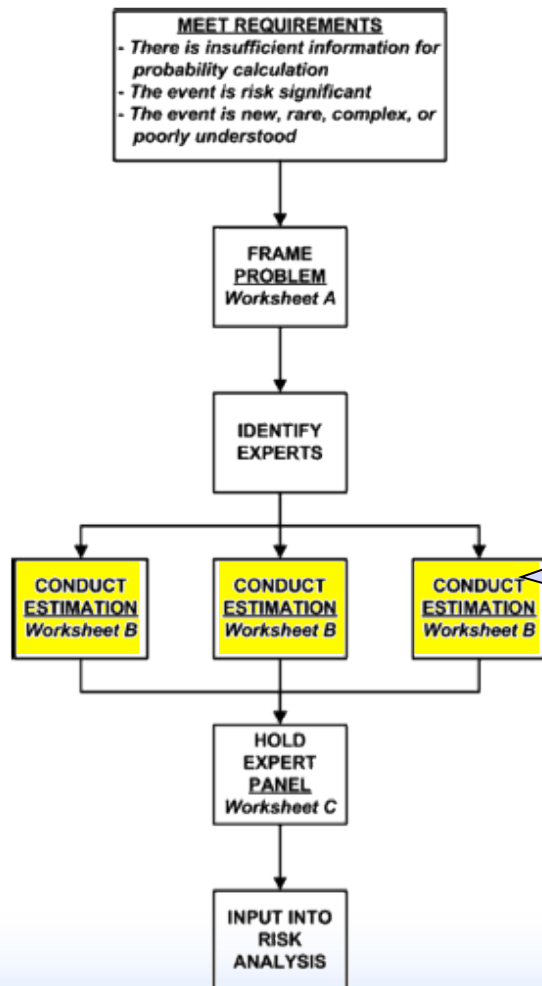 MEET REQUIREMENTS
- There is insufficient information for
probability calculation
- The event is risk significant
- The event is new, rare, complex, or
poorly understood
FRAME
PROBLEM
Worksheet A
IDENTIFY
EXPERTS
CONDUCT
ESTIMATION
Worksheet B
CONDUCT
ESTIMATION
Worksheet B
CONDUCT
ESTIMATION
Worksheet B
HOLD
EXPERT
PANEL
Worksheet C
INPUT INTO
RISK
ANALYSIS